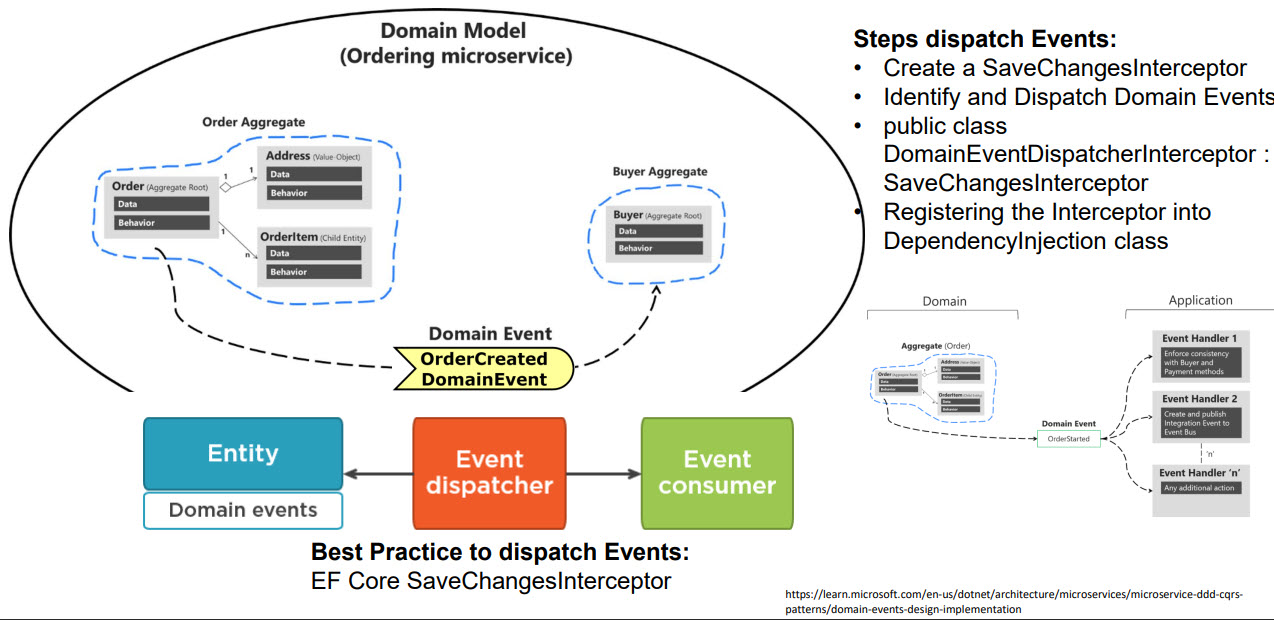 Domain Model
(Ordering microservice)
Order Aggregate
Address (Value-Object)
Data
Behavior
Order (Aggregate Root)
Data
Behavior
1
1
1
n
OrderItem (Child Entity)
Data
Behavior
Buyer Aggregate
Buyer (Aggregate Root)
Data
Behavior
Domain Event
OrderCreated
DomainEvent
Entity
Domain events
Event
dispatcher
Event
consumer
Best Practice to dispatch Events:
EF Core SaveChangesInterceptor
Steps dispatch Events:
• Create a SaveChangesInterceptor
• Identify and Dispatch Domain Events
• public class
DomainEventDispatcherInterceptor :
SaveChangesInterceptor
• Registering the Interceptor into
DependencyInjection class
Domain
Application
Aggregate (Order)
Address (Value-Object)
Data
Behavior
Order (Aggregate Root)
Data
Behavior
OrderItem (Child Entity)
Data
Behavior
Domain Event
OrderStarted
Event Handler 1
Enforce consistency
with Buyer and
Payment methods
Event Handler 2
Create and publish
Integration Event to
Event Bus
'n'
Event Handler 'n'
Any additional action
https://learn.microsoft.com/en-us/dotnet/architecture/microservices/microservice-ddd-cqrs-
patterns/domain-events-design-implementation